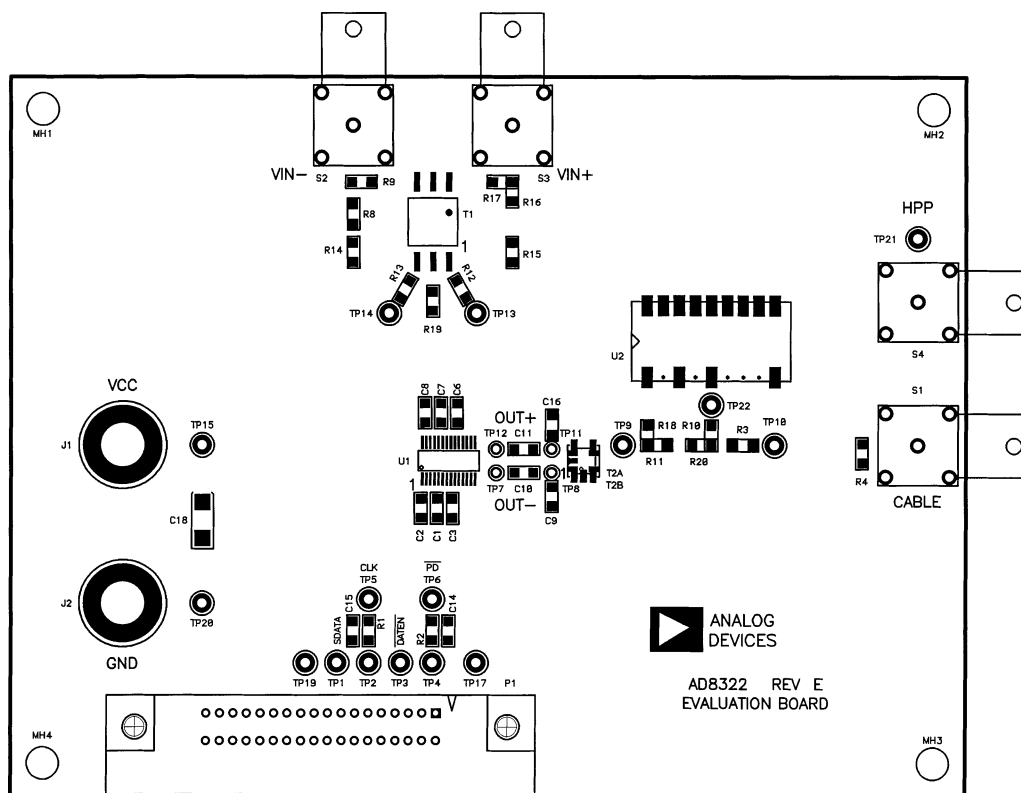 MH1
MH2
VIN-
S2
S3
VIN+
R9
R17
R16
R8
T1
HPP
TP21
R14
1
R15
R13
R12
TP14
TP13
R19
U2
S4
VCC
C8
C7
C6
S1
C16
TP22
OUT+
J1
TP15
TP12
C11
TP11
TP9
R18
R10
R3
TP10
U1
R11
R20
1
TP7
C10
1
TP8
T2A
T2B
R4
OUT-
CABLE
C18
C2
C1
C3
C9
CLK
TP5
PD
TP6
J2
TP20
SDATA
C15
R1
DATEN
R2
C14
GND
ANALOG
DEVICES
TP19
TP1
TP2
TP3
TP4
TP17
P1
AD8322 REV E
EVALUATION BOARD
MH4
MH3